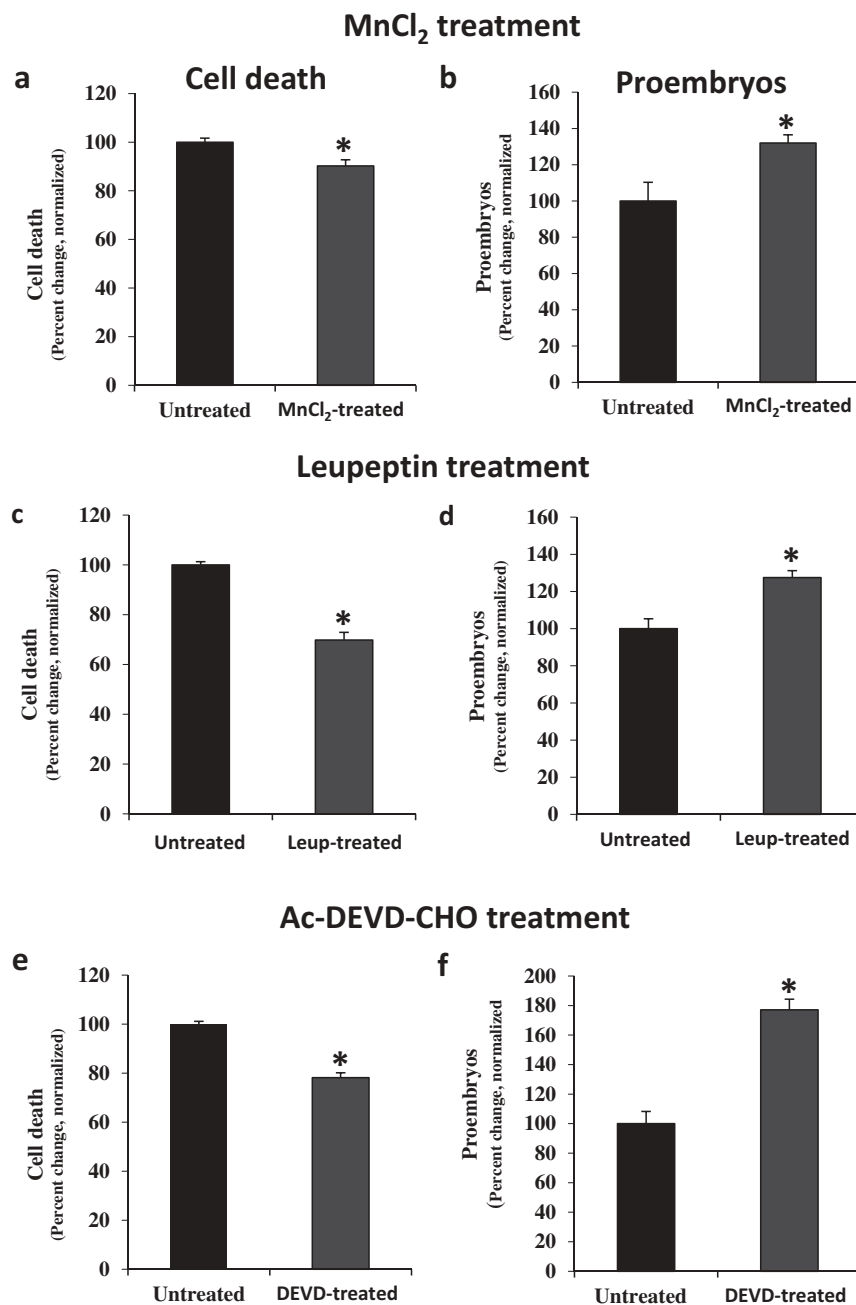 MnCl₂ treatment
a
Cell death
Cell death
(Percent change, normalized)
120
100
80
60
40
20
0
*
Untreated
MnCl₂-treated
b
Proembryos
Proembryos
(Percent change, normalized
160
140
120
100
80
60
40
20
0
*
Untreated
MnCl₂-treated
Leupeptin treatment
c
Cell death
(Percent change, normalized)
120
100
80
60
40
20
0
*
Untreated
Leup-treated
d
Proembryos
(Percent change, normalized)
160
140
120
100
80
60
40
20
0
*
Untreated
Leup-treated
Ac-DEVD-CHO treatment
e
Cell death
(Percent change, normalized)
120
100
80
60
40
20
0
*
Untreated
DEVD-treated
f
Proembryos
(Percent change, normalized
200
180
160
140
120
100
80
60
40
20
0
*
Untreated
DEVD-treated